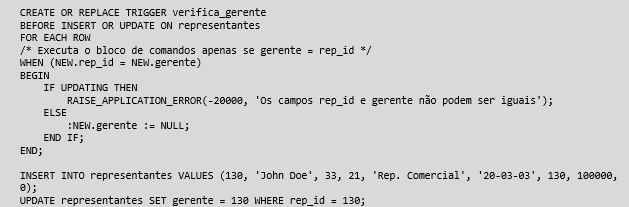 CREATE OR REPLACE TRIGGER verifica_gerente
BEFORE INSERT OR UPDATE ON representantes
FOR EACH ROW
/* Executa o bloco de comandos apenas se gerente = rep_id */
WHEN (NEW.rep_id = NEW.gerente)
BEGIN
    IF UPDATING THEN
        RAISE_APPLICATION_ERROR(-20000, 'Os campos rep_id e gerente não podem ser iguais');
    ELSE
        :NEW.gerente := NULL;
    END IF;
END;

INSERT INTO representantes VALUES (130, 'John Doe', 33, 21, 'Rep. Comercial', '20-03-03', 130, 100000,
0);
UPDATE representantes SET gerente = 130 WHERE rep_id = 130;